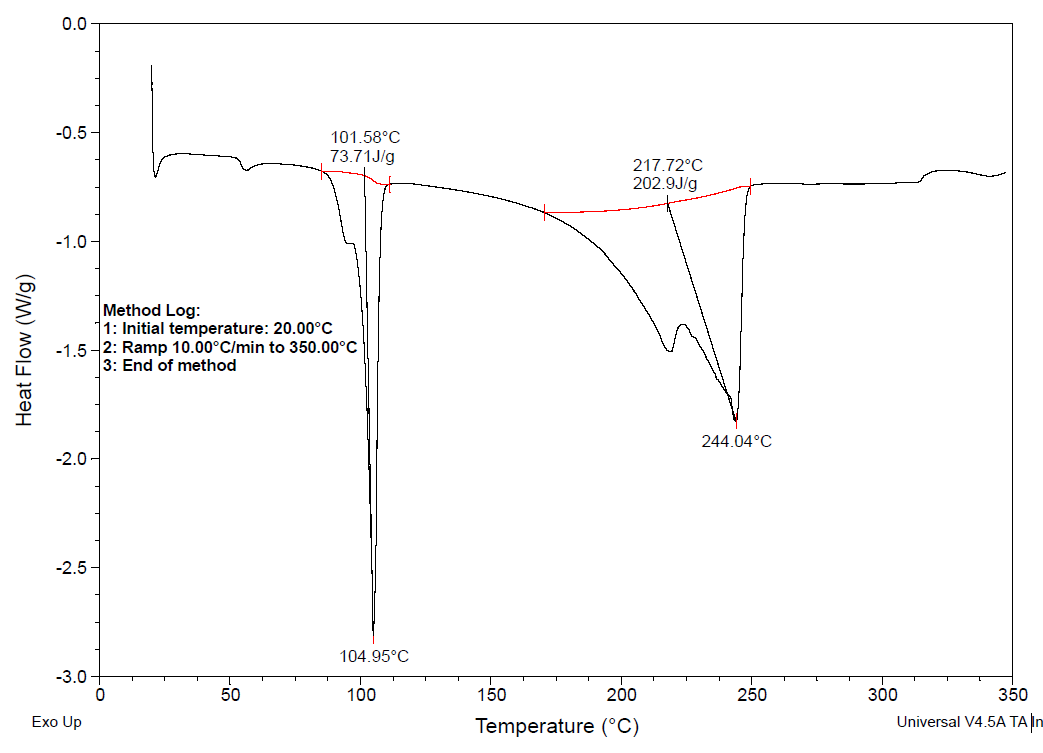 0.0
-0.5
-1.0
-1.5
-2.0
-2.5
-3.0
Heat Flow (W/g)
101.58°C
73.71J/g
217.72°C
202.9J/g
Method Log:
1: Initial temperature: 20.00°C
2: Ramp 10.00°C/min to 350.00°C
3: End of method
244.04°C
104.95°C
0
50
100
150
200
250
300
350
Exo Up
Temperature (°C)
Universal V4.5A TA In